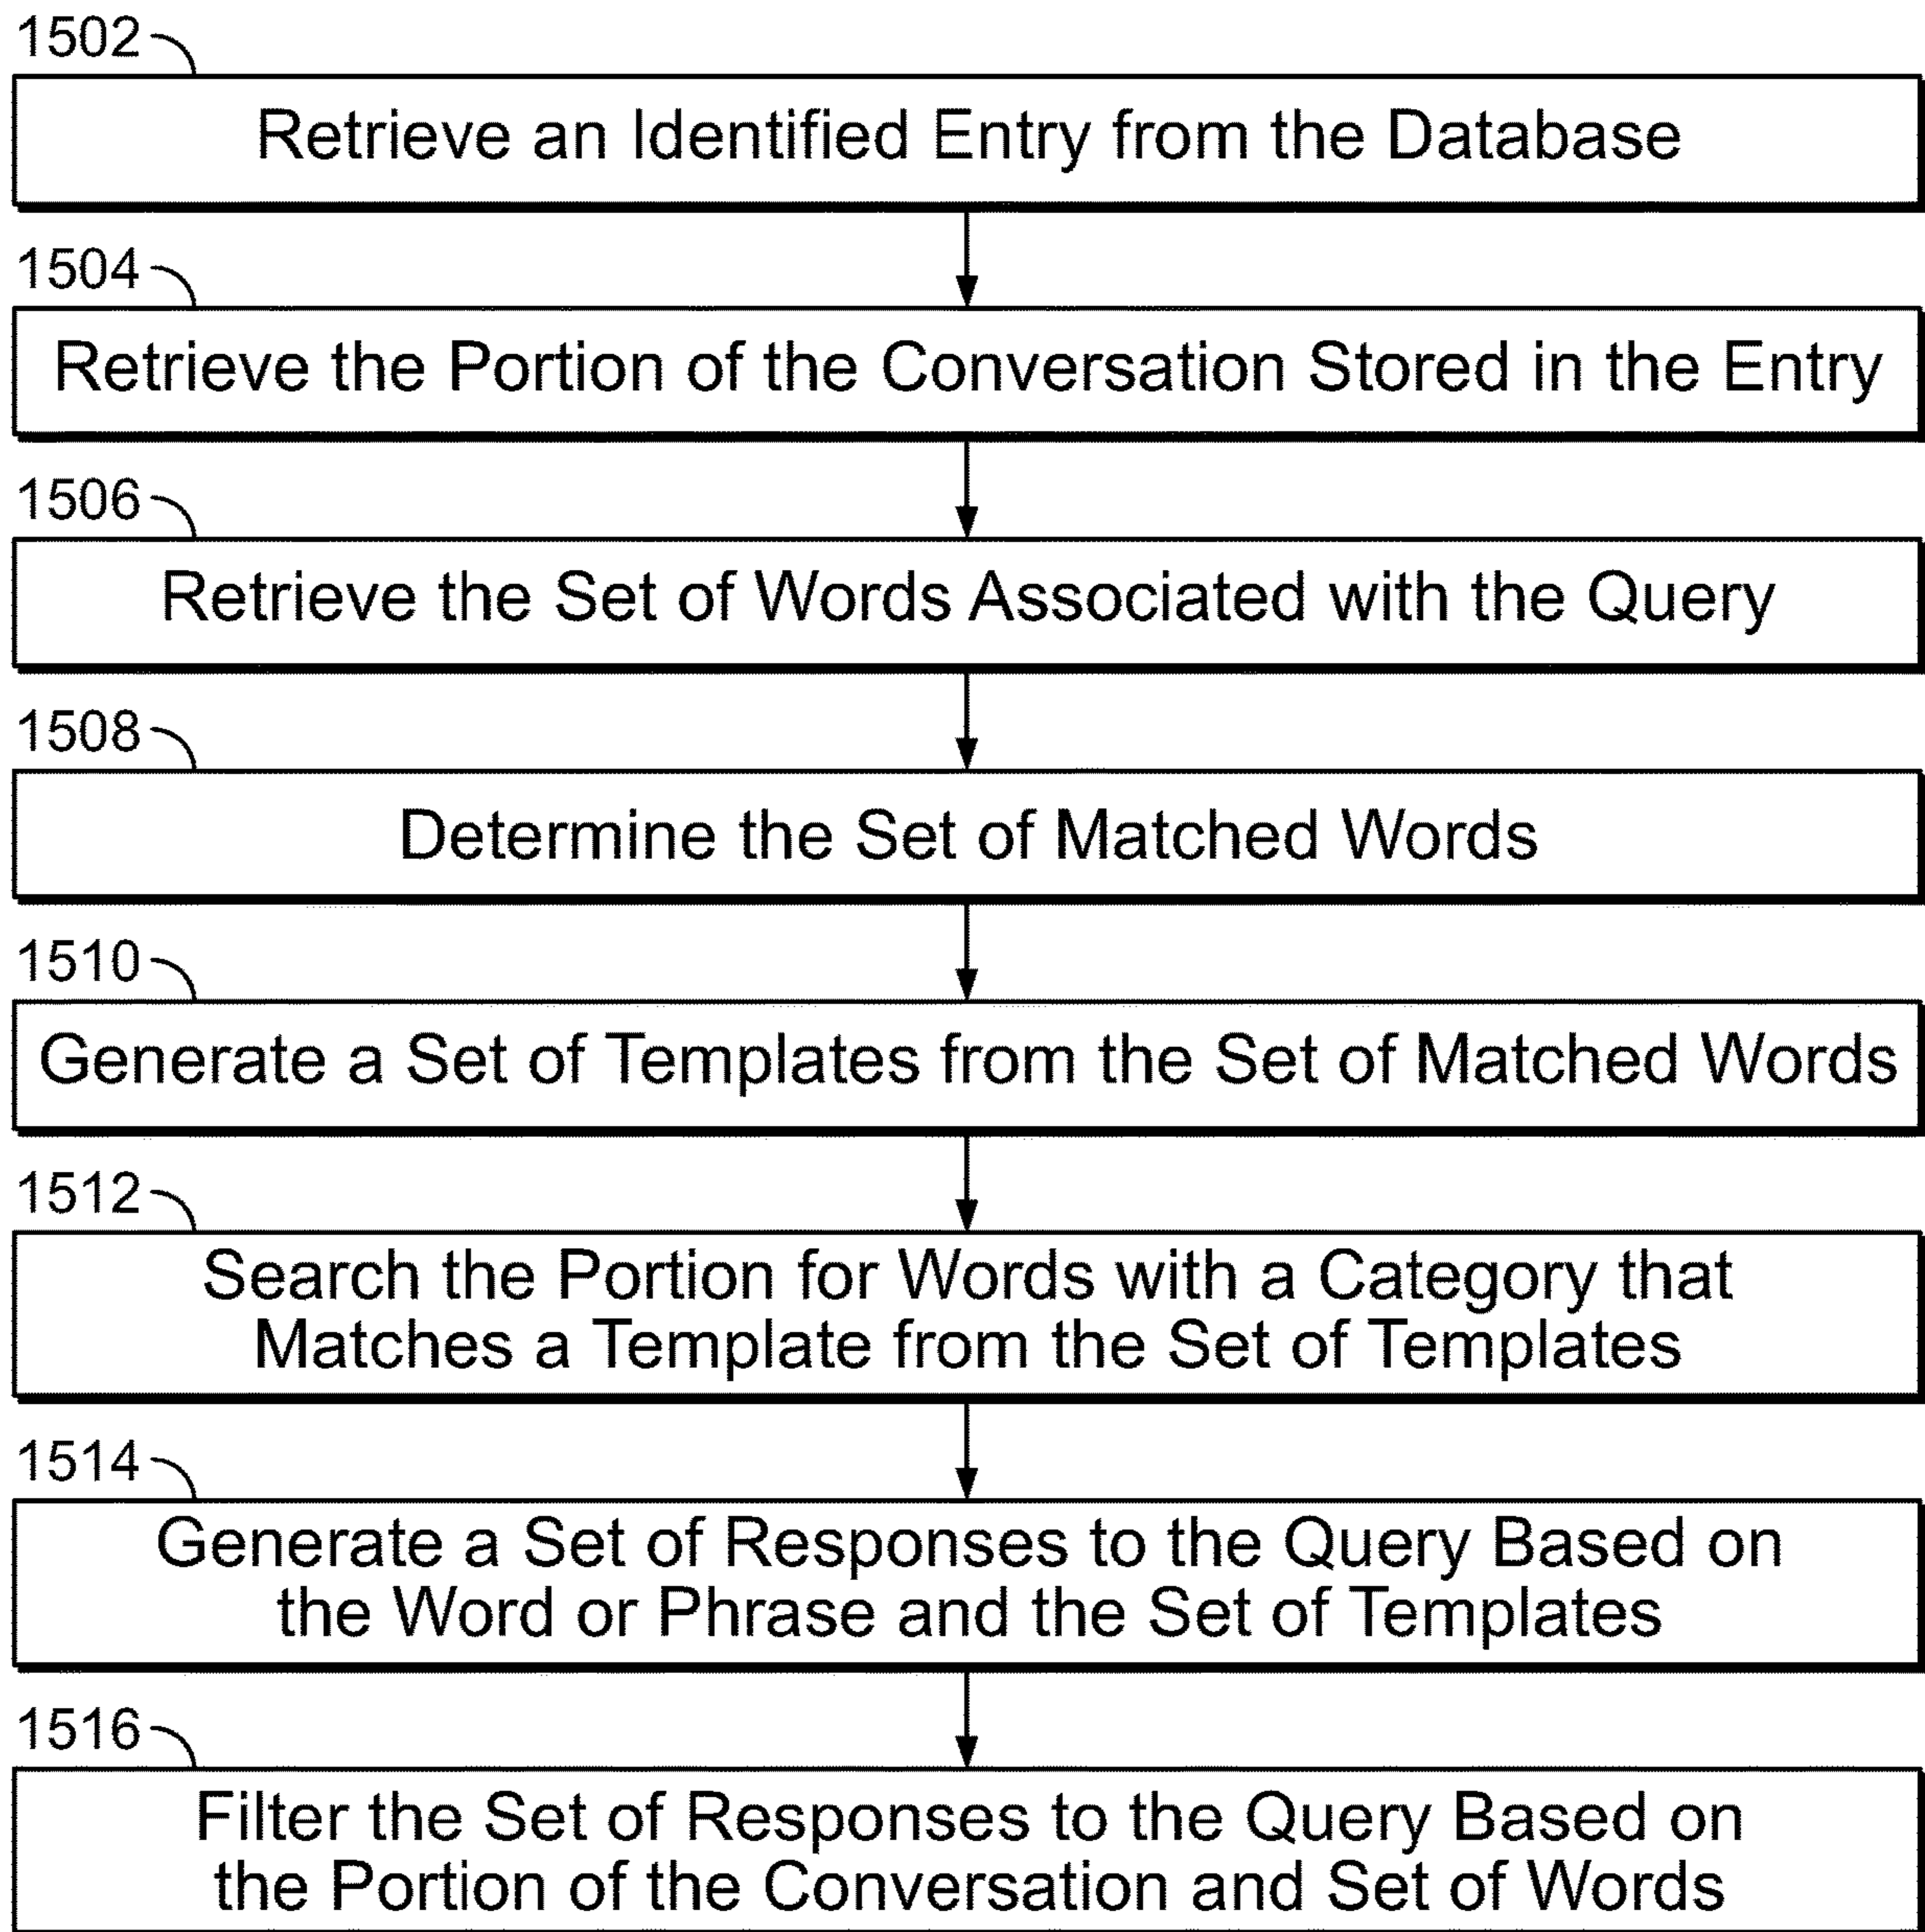 1502
Retrieve an Identified Entry from the Database
1504
Retrieve the Portion of the Conversation Stored in the Entry
1506
Retrieve the Set of Words Associated with the Query
1508
Determine the Set of Matched Words
1510
Generate a Set of Templates from the Set of Matched Words
1512
Search the Portion for Words with a Category that
Matches a Template from the Set of Templates
1514
Generate a Set of Responses to the Query Based on
the Word or Phrase and the Set of Templates
1516
Filter the Set of Responses to the Query Based on
the Portion of the Conversation and Set of Words